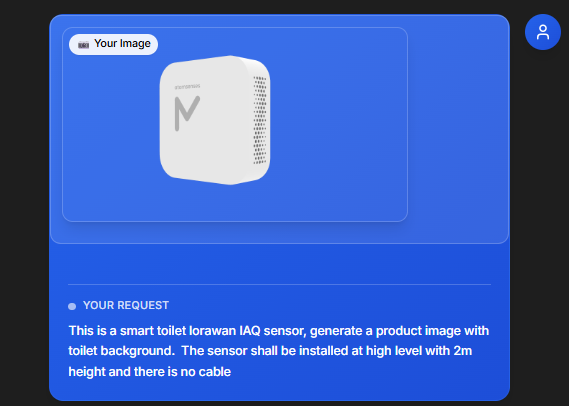 Your Image
YOUR REQUEST
This is a smart toilet lorawan IAQ sensor, generate a product image with
toilet background.  The sensor shall be installed at high level with 2m
height and there is no cable